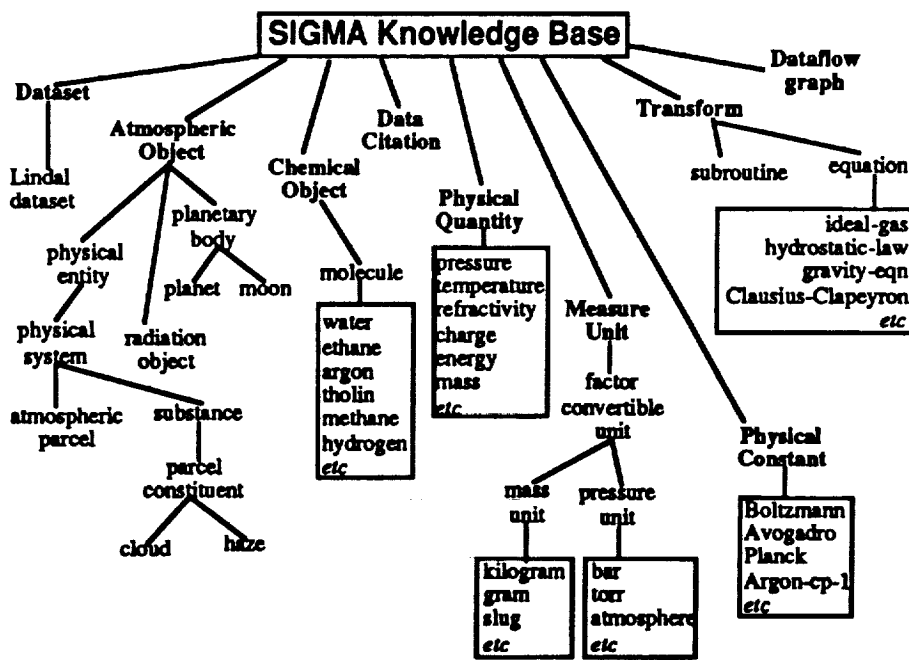 SIGMA Knowledge Base
Dataset
Lindal
dataset
Atmospheric
Object
physical
entity
physical
system
atmospheric
parcel
substance
parcel
constituent
cloud
haze
radiation
object
planetary
body
planet
moon
Chemical
Object
molecule
water
ethane
argon
tholin
methane
hydrogen
etc
Data
Citation
Physical
Quantity
pressure
temperature
refractivity
charge
energy
mass
etc
Measure
Unit
factor
convertible
unit
mass
unit
kilogram
gram
slug
etc
pressure
unit
bar
torr
atmosphere
etc
Physical
Constant
Boltzmann
Avogadro
Planck
Argon-cp-1
etc
Transform
subroutine
equation
ideal-gas
hydrostatic-law
gravity-eqn
Clausius-Clapeyron
etc
Dataflow
graph